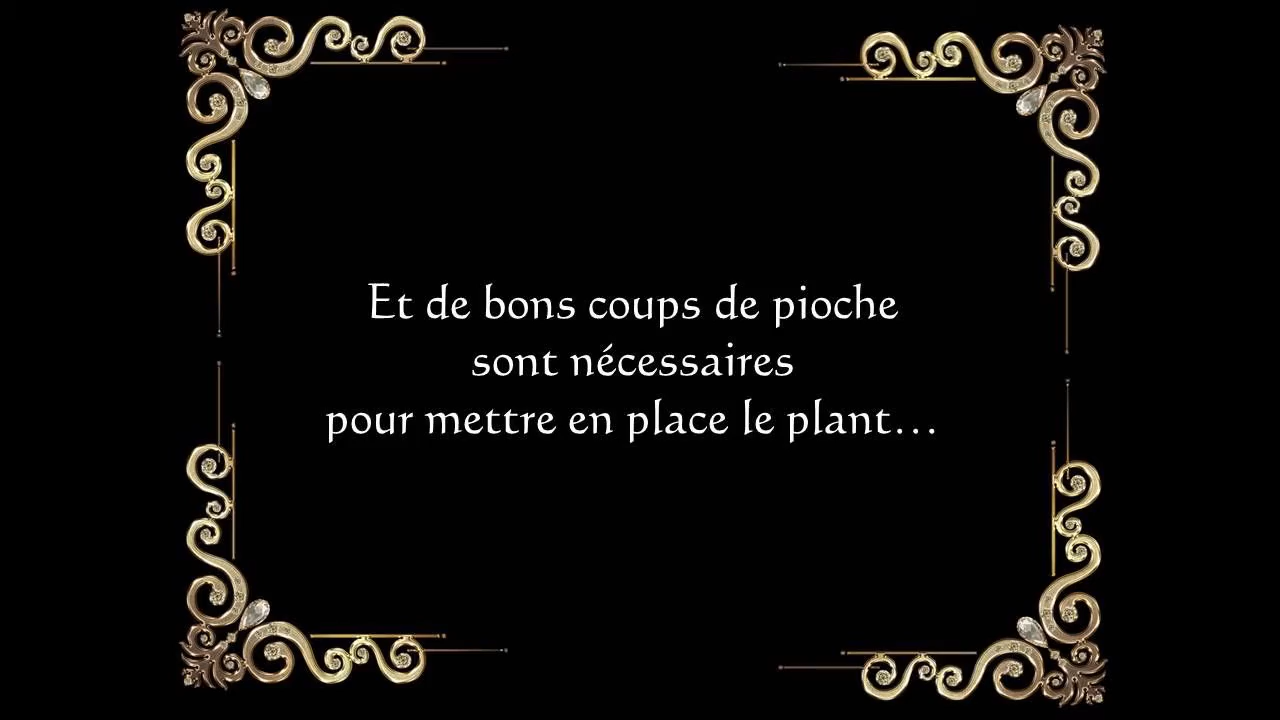 Et de bons coups de pioche
sont nécessaires
pour mettre en place le plant...